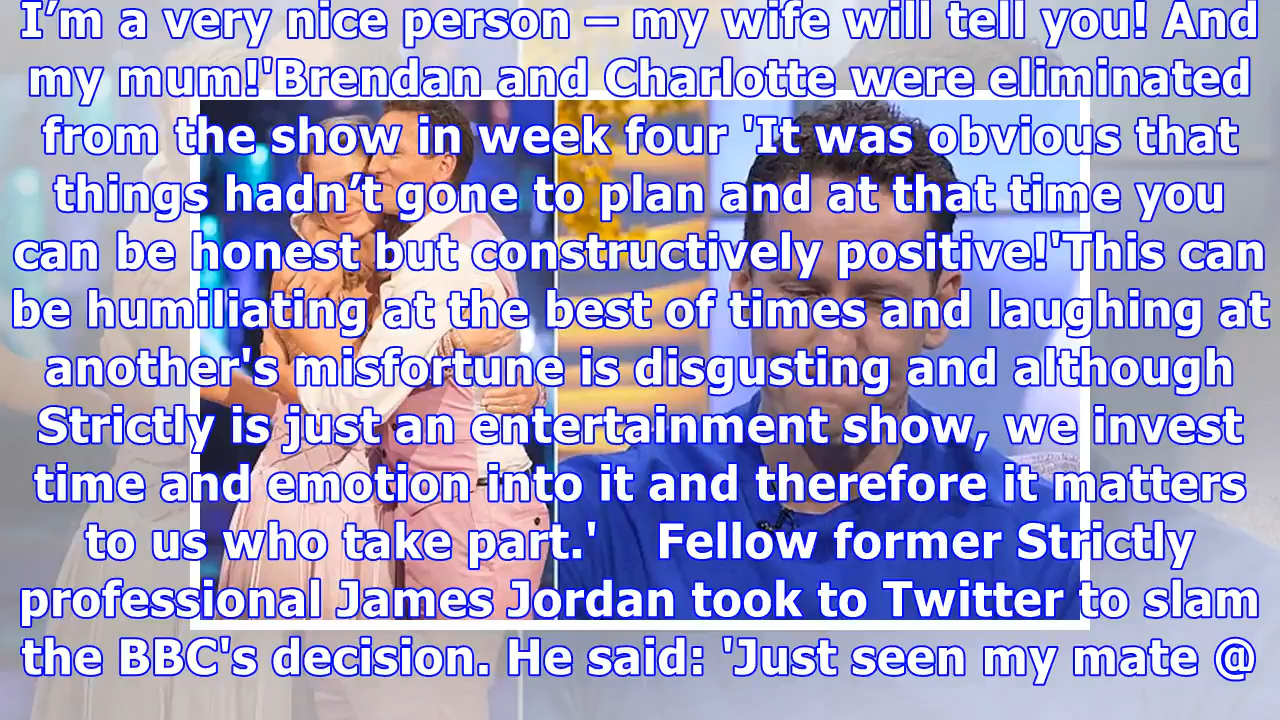 I’m a very nice person – my wife will tell you! And
my mum!'Brendan and Charlotte were eliminated
from the show in week four 'It was obvious that
things hadn’t gone to plan and at that time you
can be honest but constructively positive!'This can
be humiliating at the best of times and laughing at
another's misfortune is disgusting and although
Strictly is just an entertainment show, we invest
time and emotion into it and therefore it matters
to us who take part.'    Fellow former Strictly
professional James Jordan took to Twitter to slam
the BBC's decision. He said: 'Just seen my mate @